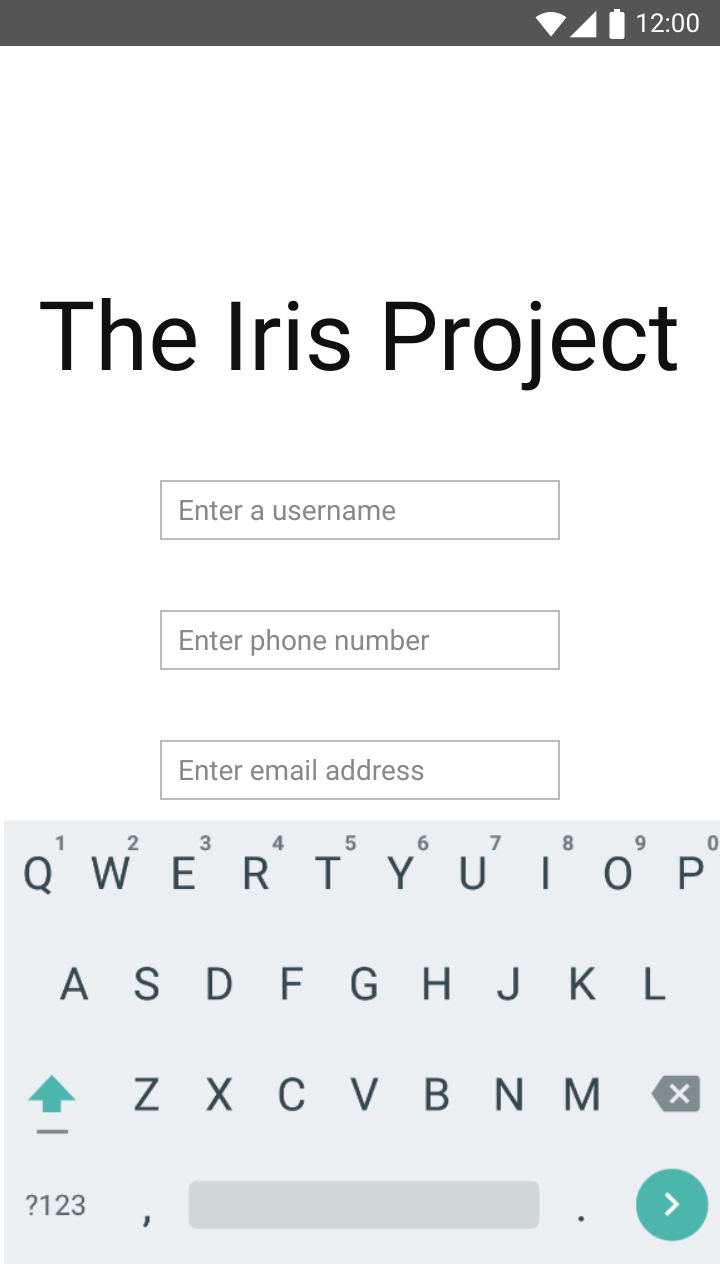 12:00
The Iris Project
Enter a username
Enter phone number
Enter email address
1 2 3 4 5 6 7 8 9 0
Q W E R T Y U I O P
A S D F G H J K L
Z X C V B N M
?123 , .